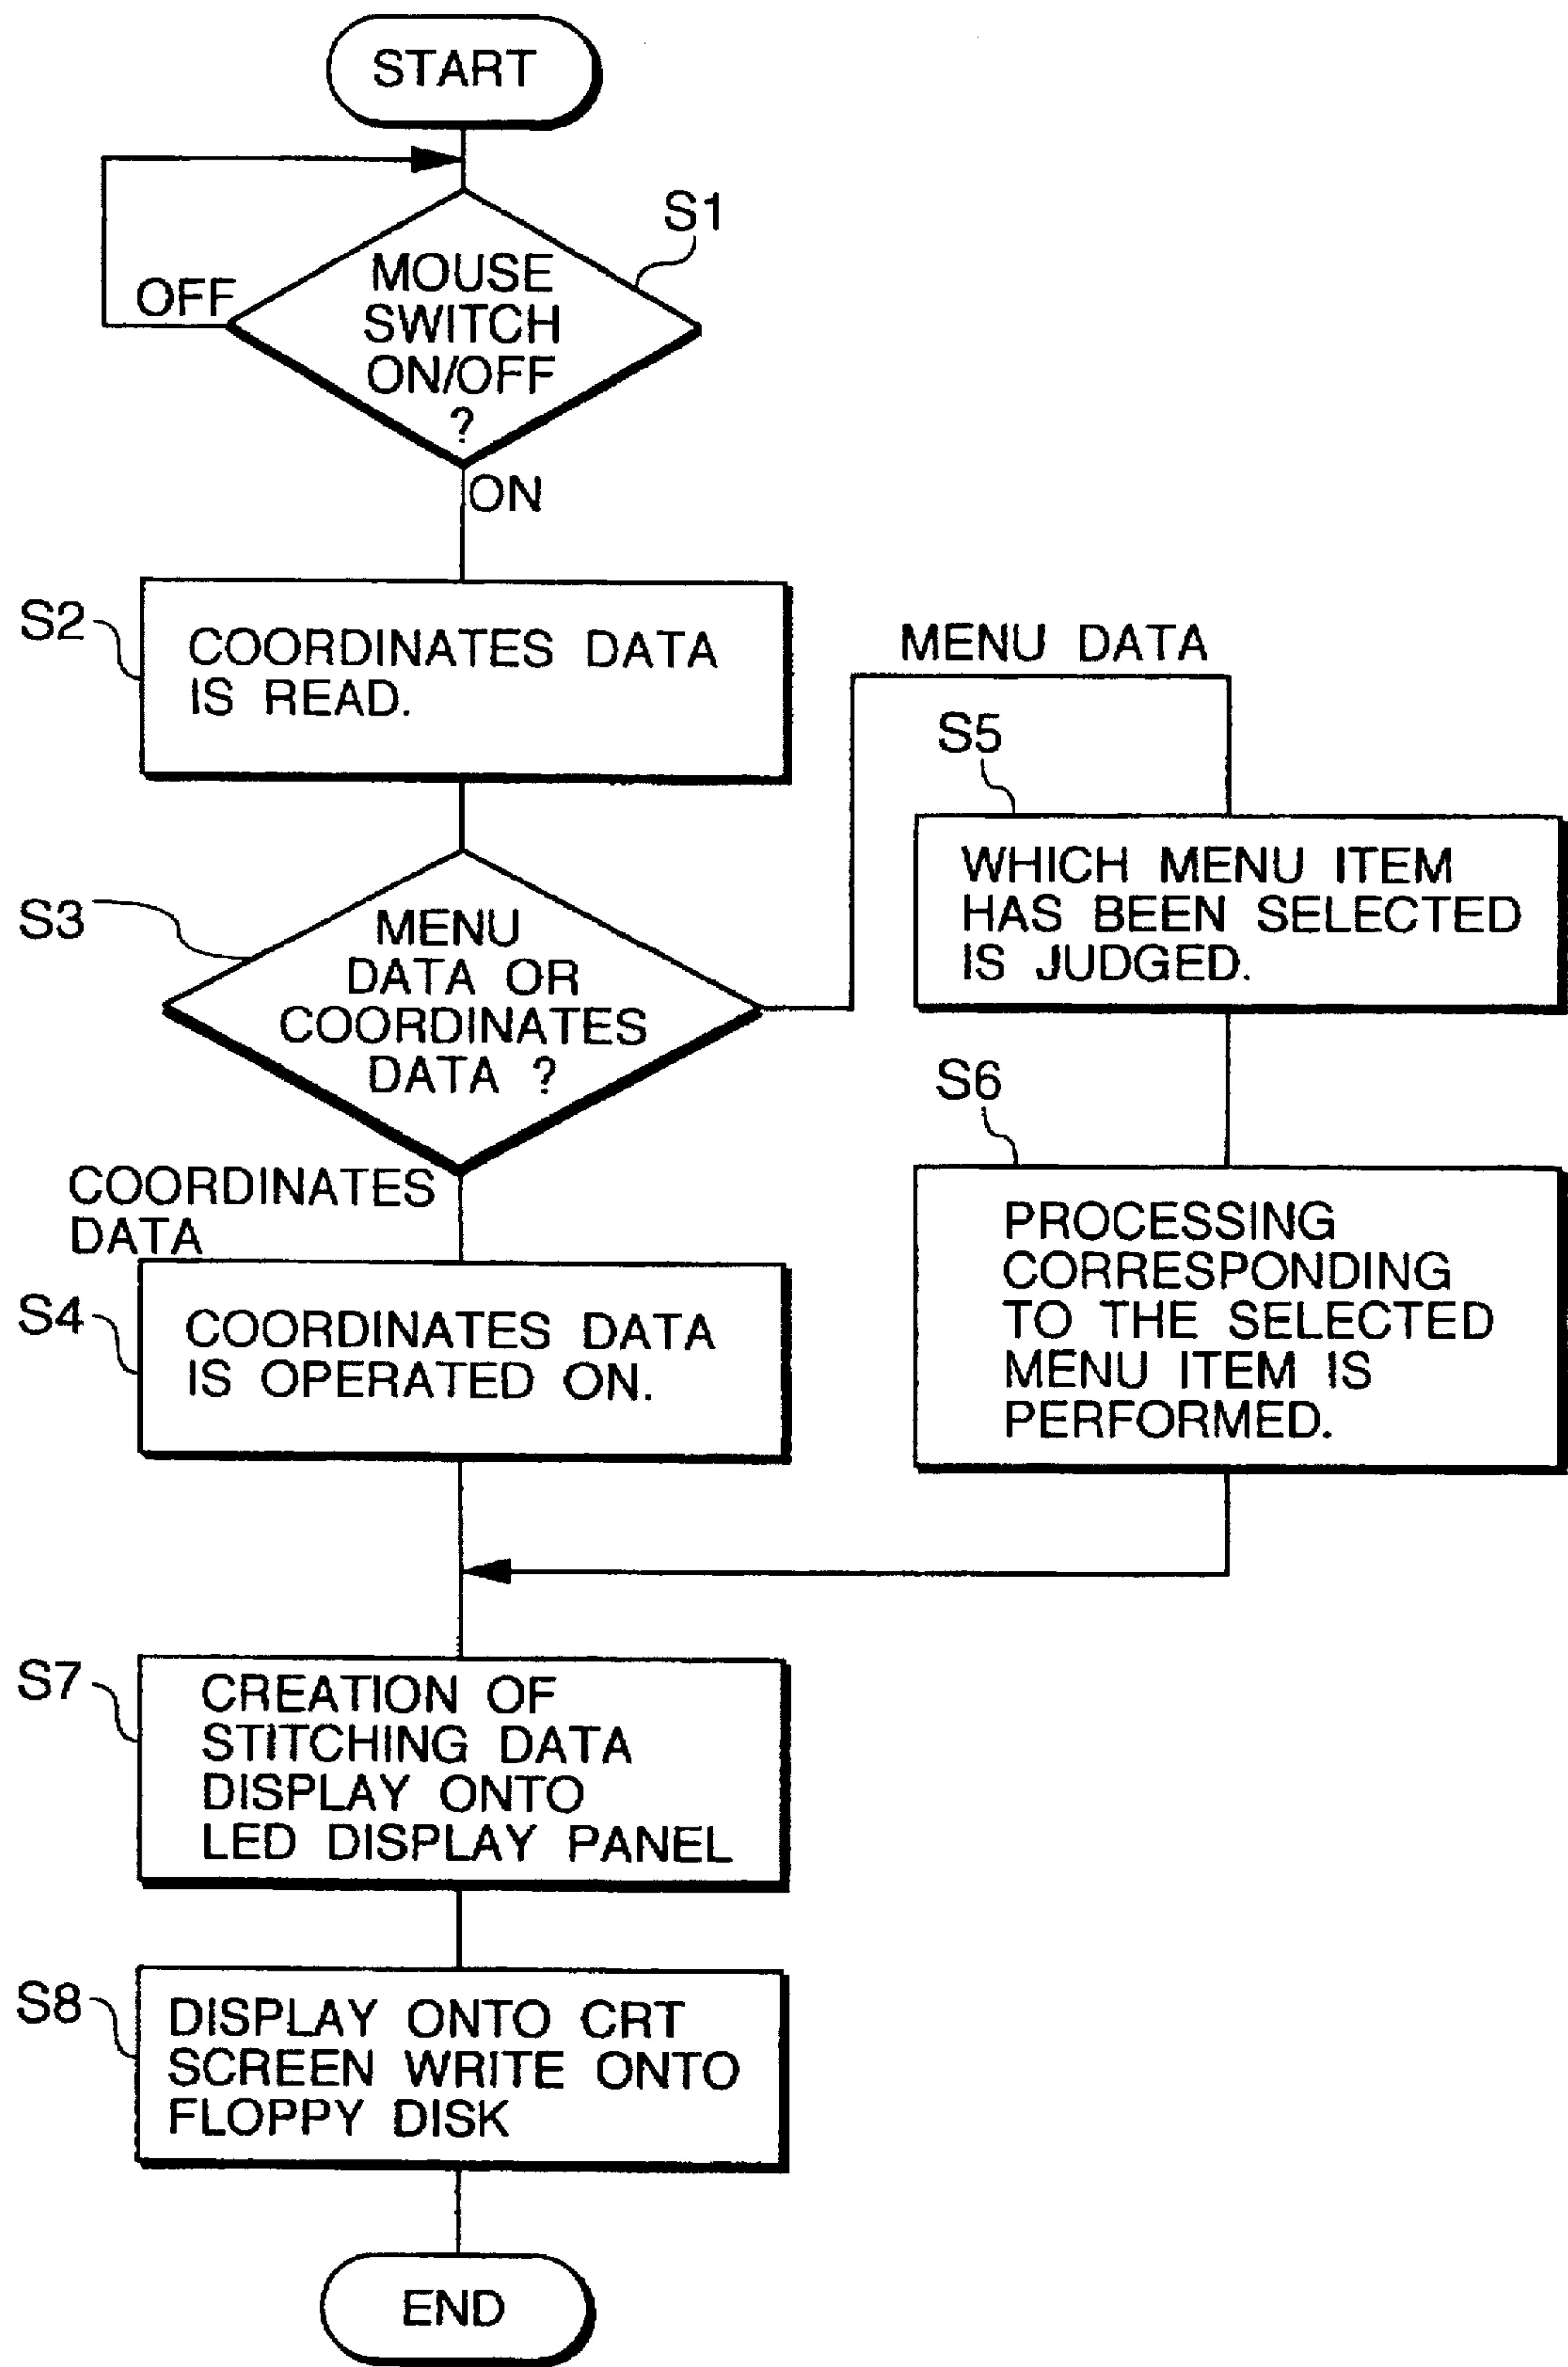 START
S1
OFF
MOUSE
SWITCH
ON/OFF
?
ON
S2
COORDINATES DATA
IS READ.
S3
MENU
DATA OR
COORDINATES
DATA ?
MENU DATA
S5
WHICH MENU ITEM
HAS BEEN SELECTED
IS JUDGED.
S6
PROCESSING
CORRESPONDING
TO THE SELECTED
MENU ITEM IS
PERFORMED.
COORDINATES
DATA
S4
COORDINATES DATA
IS OPERATED ON.
S7
CREATION OF
STITCHING DATA
DISPLAY ONTO
LED DISPLAY PANEL
S8
DISPLAY ONTO CRT
SCREEN WRITE ONTO
FLOPPY DISK
END